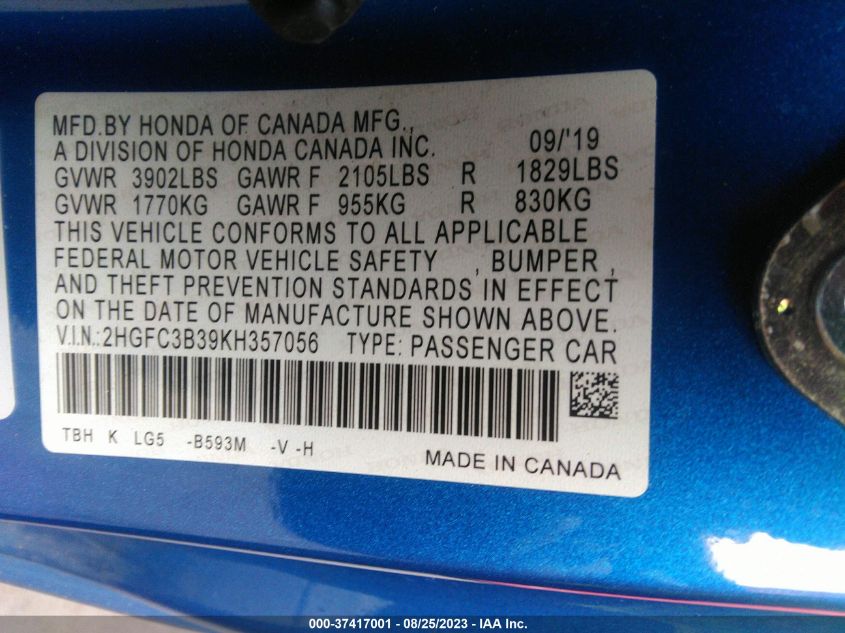 MFD.BY HONDA OF CANADA MFG.,
A DIVISION OF HONDA CANADA INC. 09/'19
GVWR 3902LBS GAWR F 2105LBS R 1829LBS
GVWR 1770KG GAWR F 955KG R 830KG
THIS VEHICLE CONFORMS TO ALL APPLICABLE
FEDERAL MOTOR VEHICLE SAFETY , BUMPER ,
AND THEFT PREVENTION STANDARDS IN EFFECT
ON THE DATE OF MANUFACTURE SHOWN ABOVE.
V.I.N.:2HGFC3B39KH357056 TYPE: PASSENGER CAR
TBH K LG5 -B593M -V -H
MADE IN CANADA
000-37417001 - 08/25/2023 - IAA Inc.